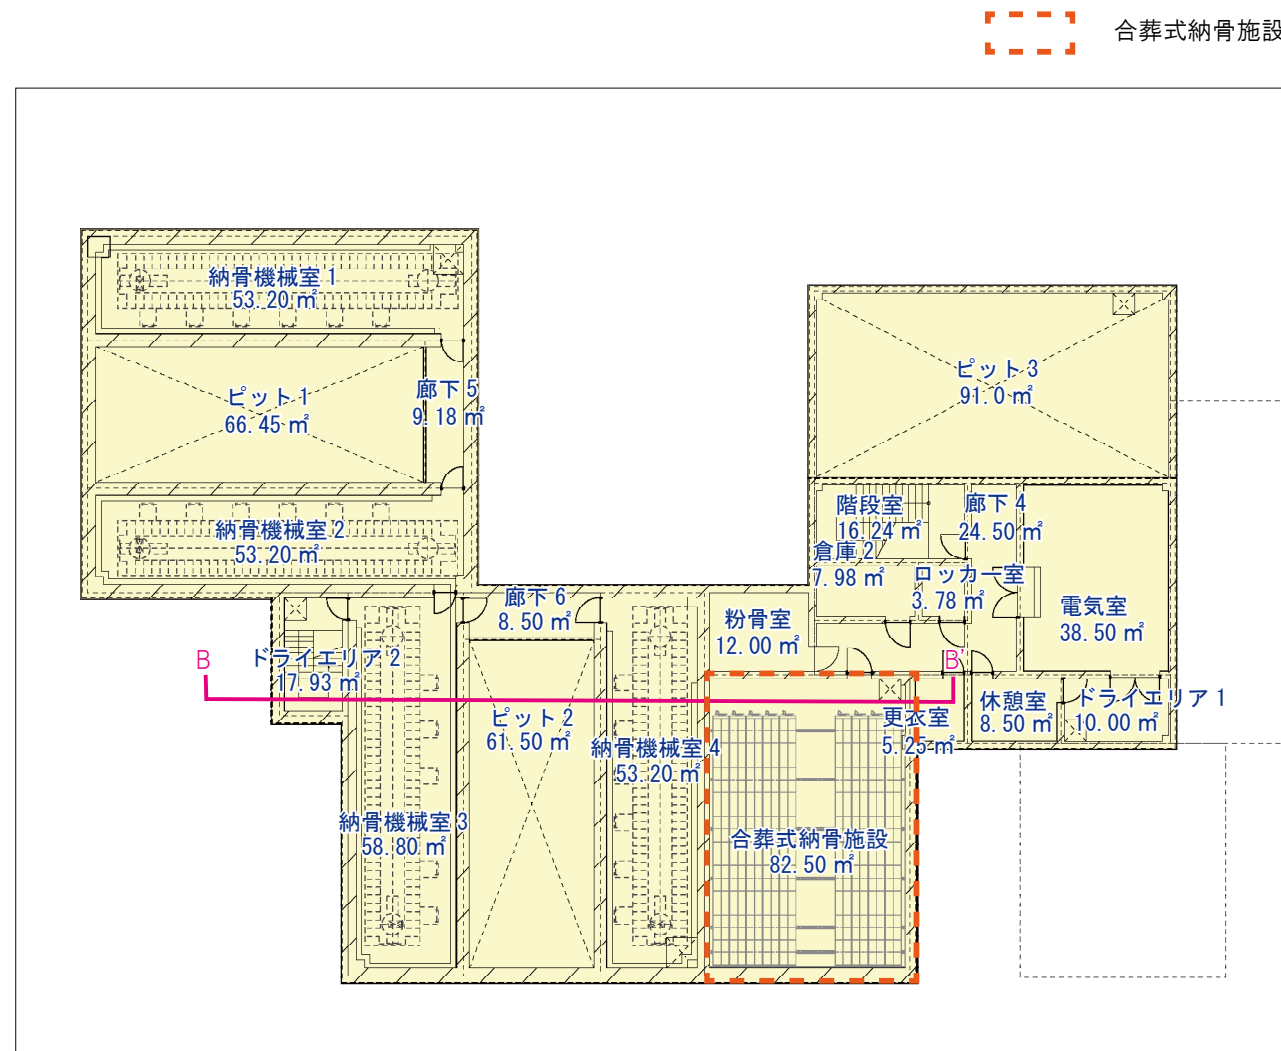 合葬式納骨施設
納骨機械室1
53.20㎡
ピット1
66.45㎡
廊下5
9.18㎡
納骨機械室2
53.20㎡
ピット3
91.0㎡
階段室
16.24㎡
廊下4
24.50㎡
倉庫2
7.98㎡
ロッカー室
3.78㎡
電気室
38.50㎡
廊下6
8.50㎡
粉骨室
12.00㎡
B
ドライエリア2
17.93㎡
B'
ピット2
61.50㎡
納骨機械室4
53.20㎡
更衣室
5.25㎡
休憩室
8.50㎡
ドライエリア1
10.00㎡
納骨機械室3
58.80㎡
合葬式納骨施設
82.50㎡